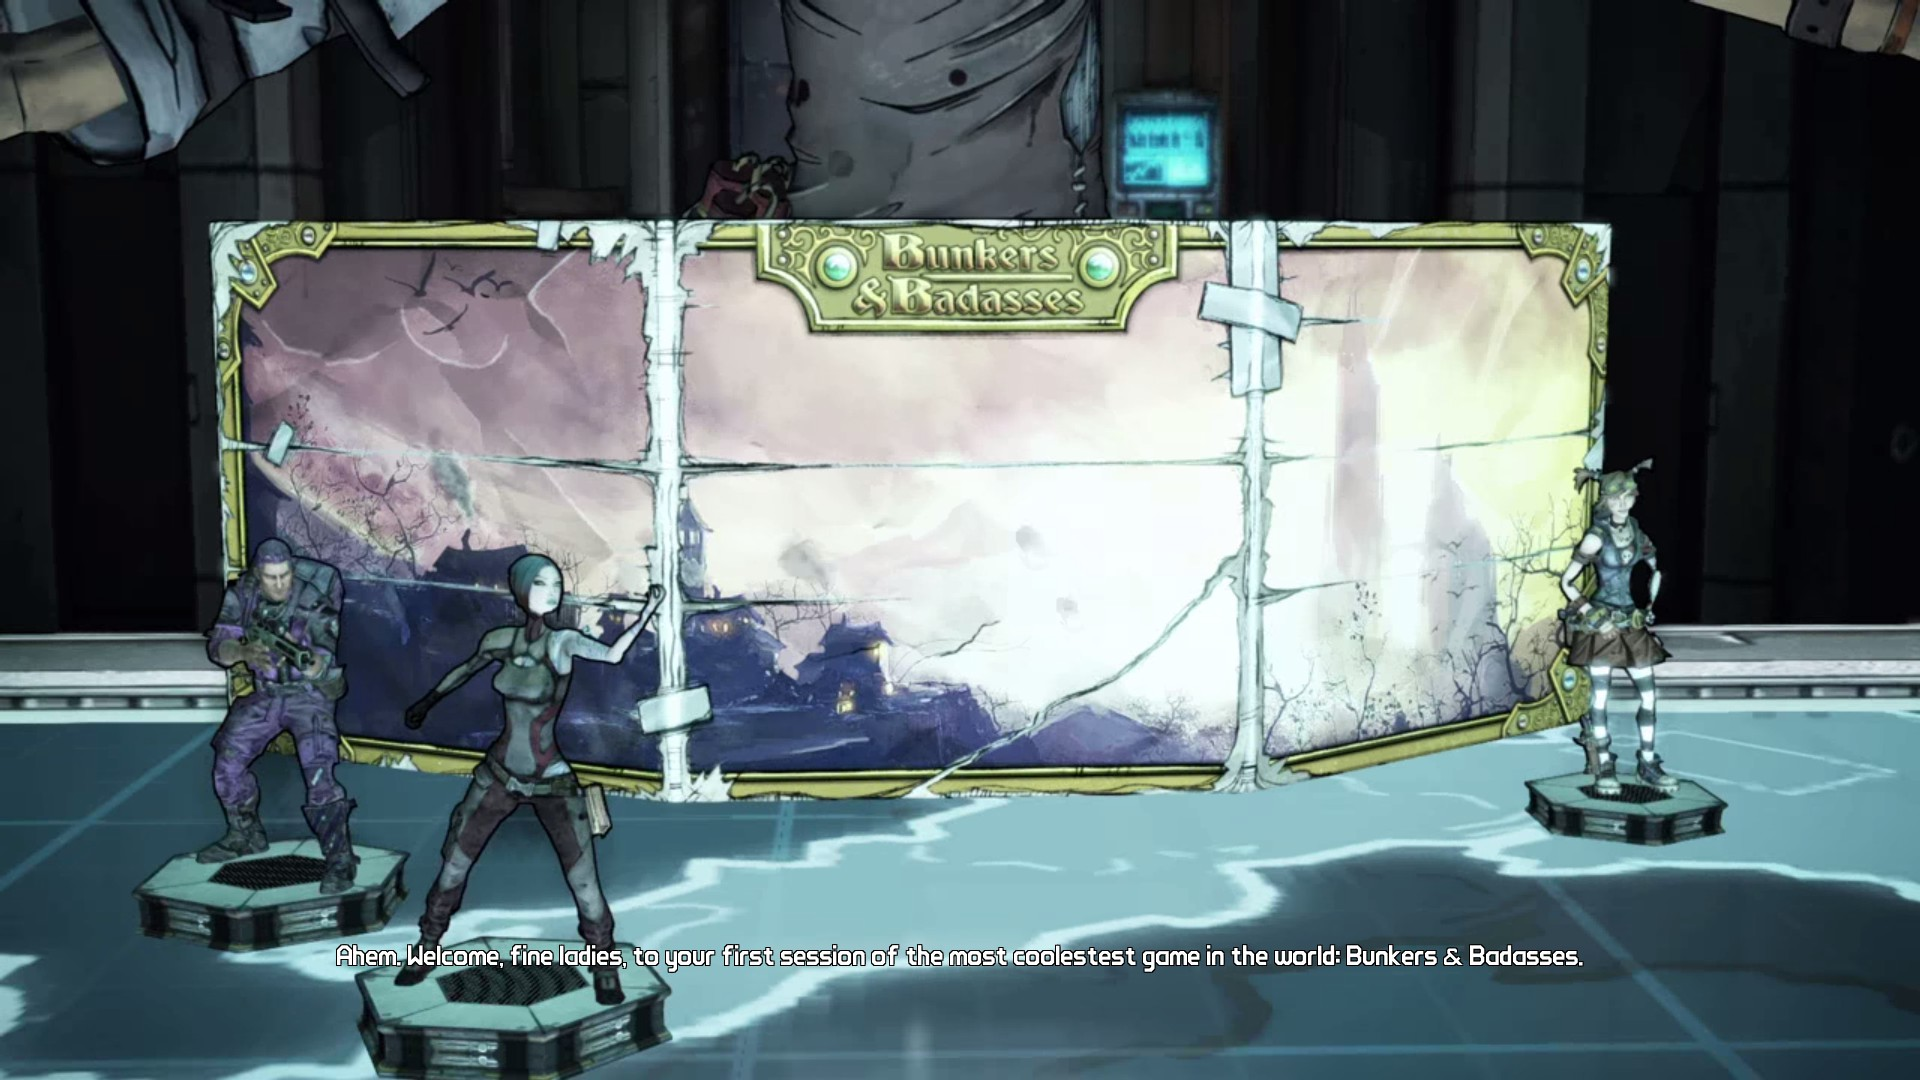 Bunkers
& Badasses
Ahem. Welcome, fine ladies, to your first session of the most coolestest game in the world: Bunkers & Badasses.